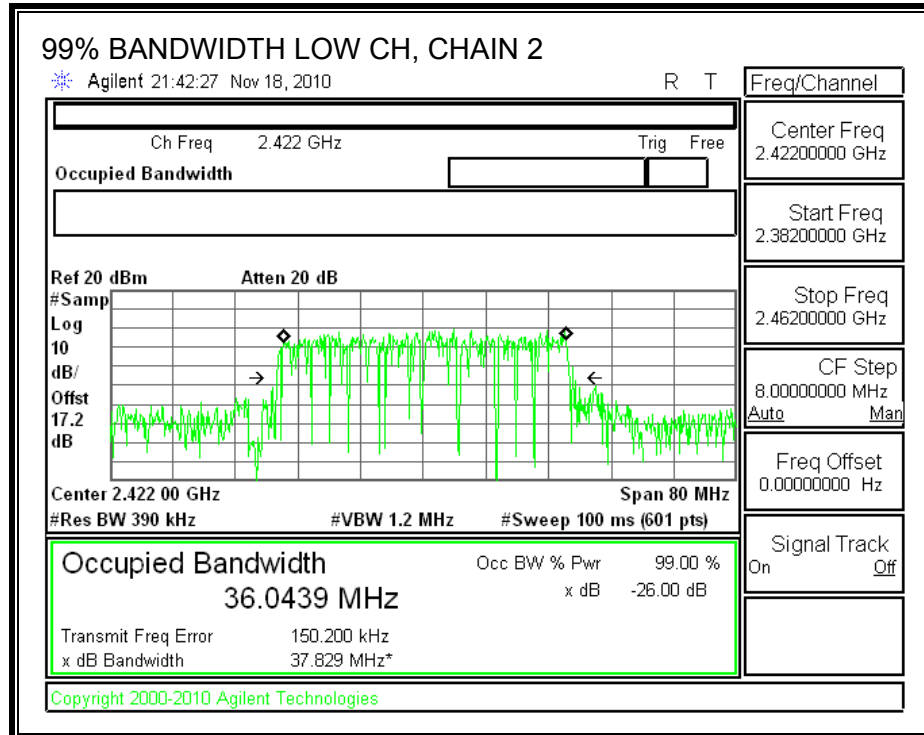 99% BANDWIDTH LOW CH, CHAIN 2
Agilent 21:42:27 Nov 18, 2010 R T
Ch Freq 2.422 GHz Trig Free
Occupied Bandwidth
Ref 20 dBm Atten 20 dB
#Samp
Log
10
dB/
Offst
17.2
dB
Center 2.422 00 GHz Span 80 MHz
#Res BW 390 kHz #VBW 1.2 MHz #Sweep 100 ms (601 pts)
Occupied Bandwidth Occ BW % Pwr 99.00 %
36.0439 MHz x dB -26.00 dB
Transmit Freq Error 150.200 kHz
x dB Bandwidth 37.829 MHz*
Copyright 2000-2010 Agilent Technologies
Freq/Channel
Center Freq
2.42200000 GHz
Start Freq
2.38200000 GHz
Stop Freq
2.46200000 GHz
CF Step
8.00000000 MHz
Auto Man
Freq Offset
0.00000000 Hz
Signal Track
On Off